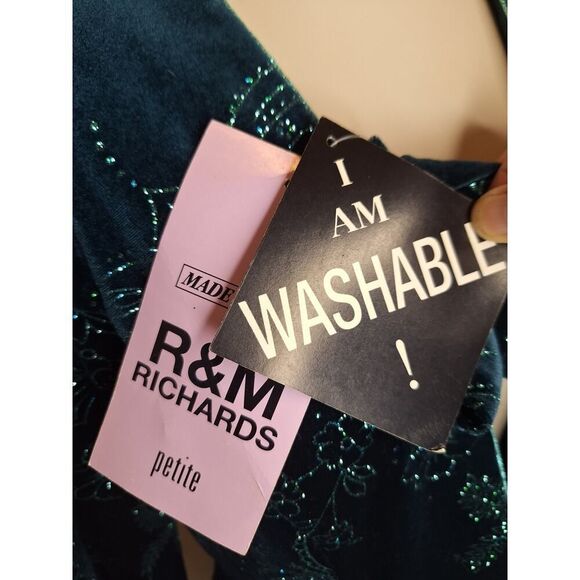 I
AM
WASHABLE
!
MADE
R&M
RICHARDS
petite